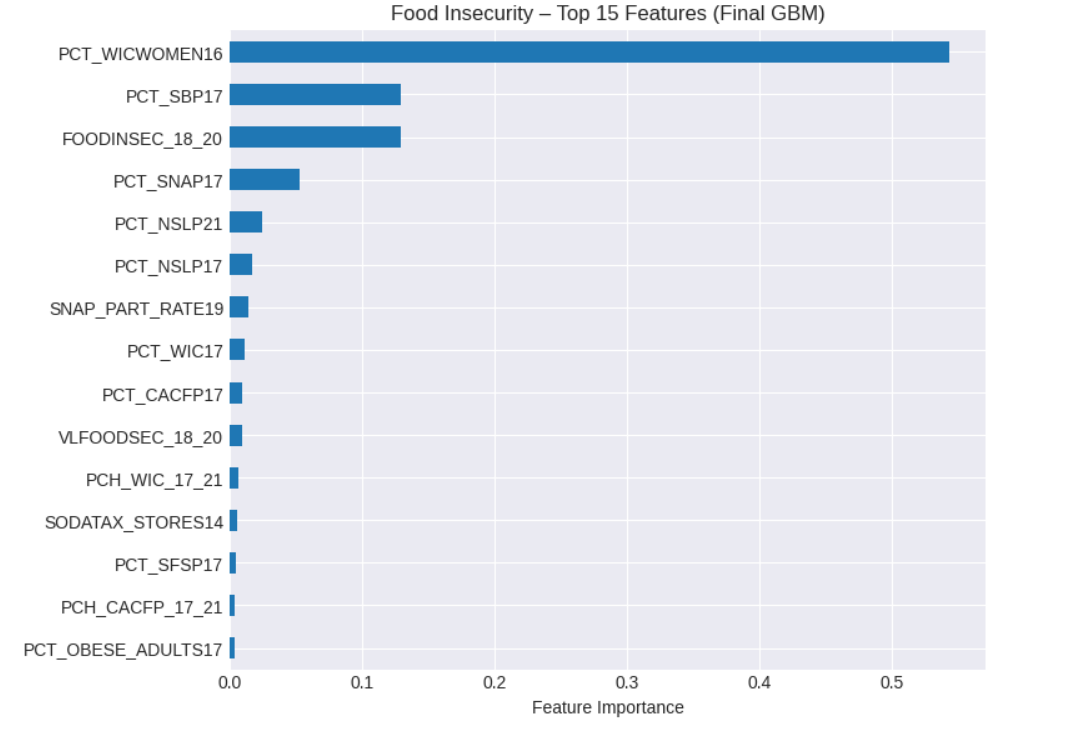 Food Insecurity – Top 15 Features (Final GBM)
PCT_WICWOMEN16
PCT_SBP17
FOODINSEC_18_20
PCT_SNAP17
PCT_NSLP21
PCT_NSLP17
SNAP_PART_RATE19
PCT_WIC17
PCT_CACFP17
VLFOODSEC_18_20
PCH_WIC_17_21
SODATAX_STORES14
PCT_SFSP17
PCH_CACFP_17_21
PCT_OBESE_ADULTS17
0.0 0.1 0.2 0.3 0.4 0.5
Feature Importance